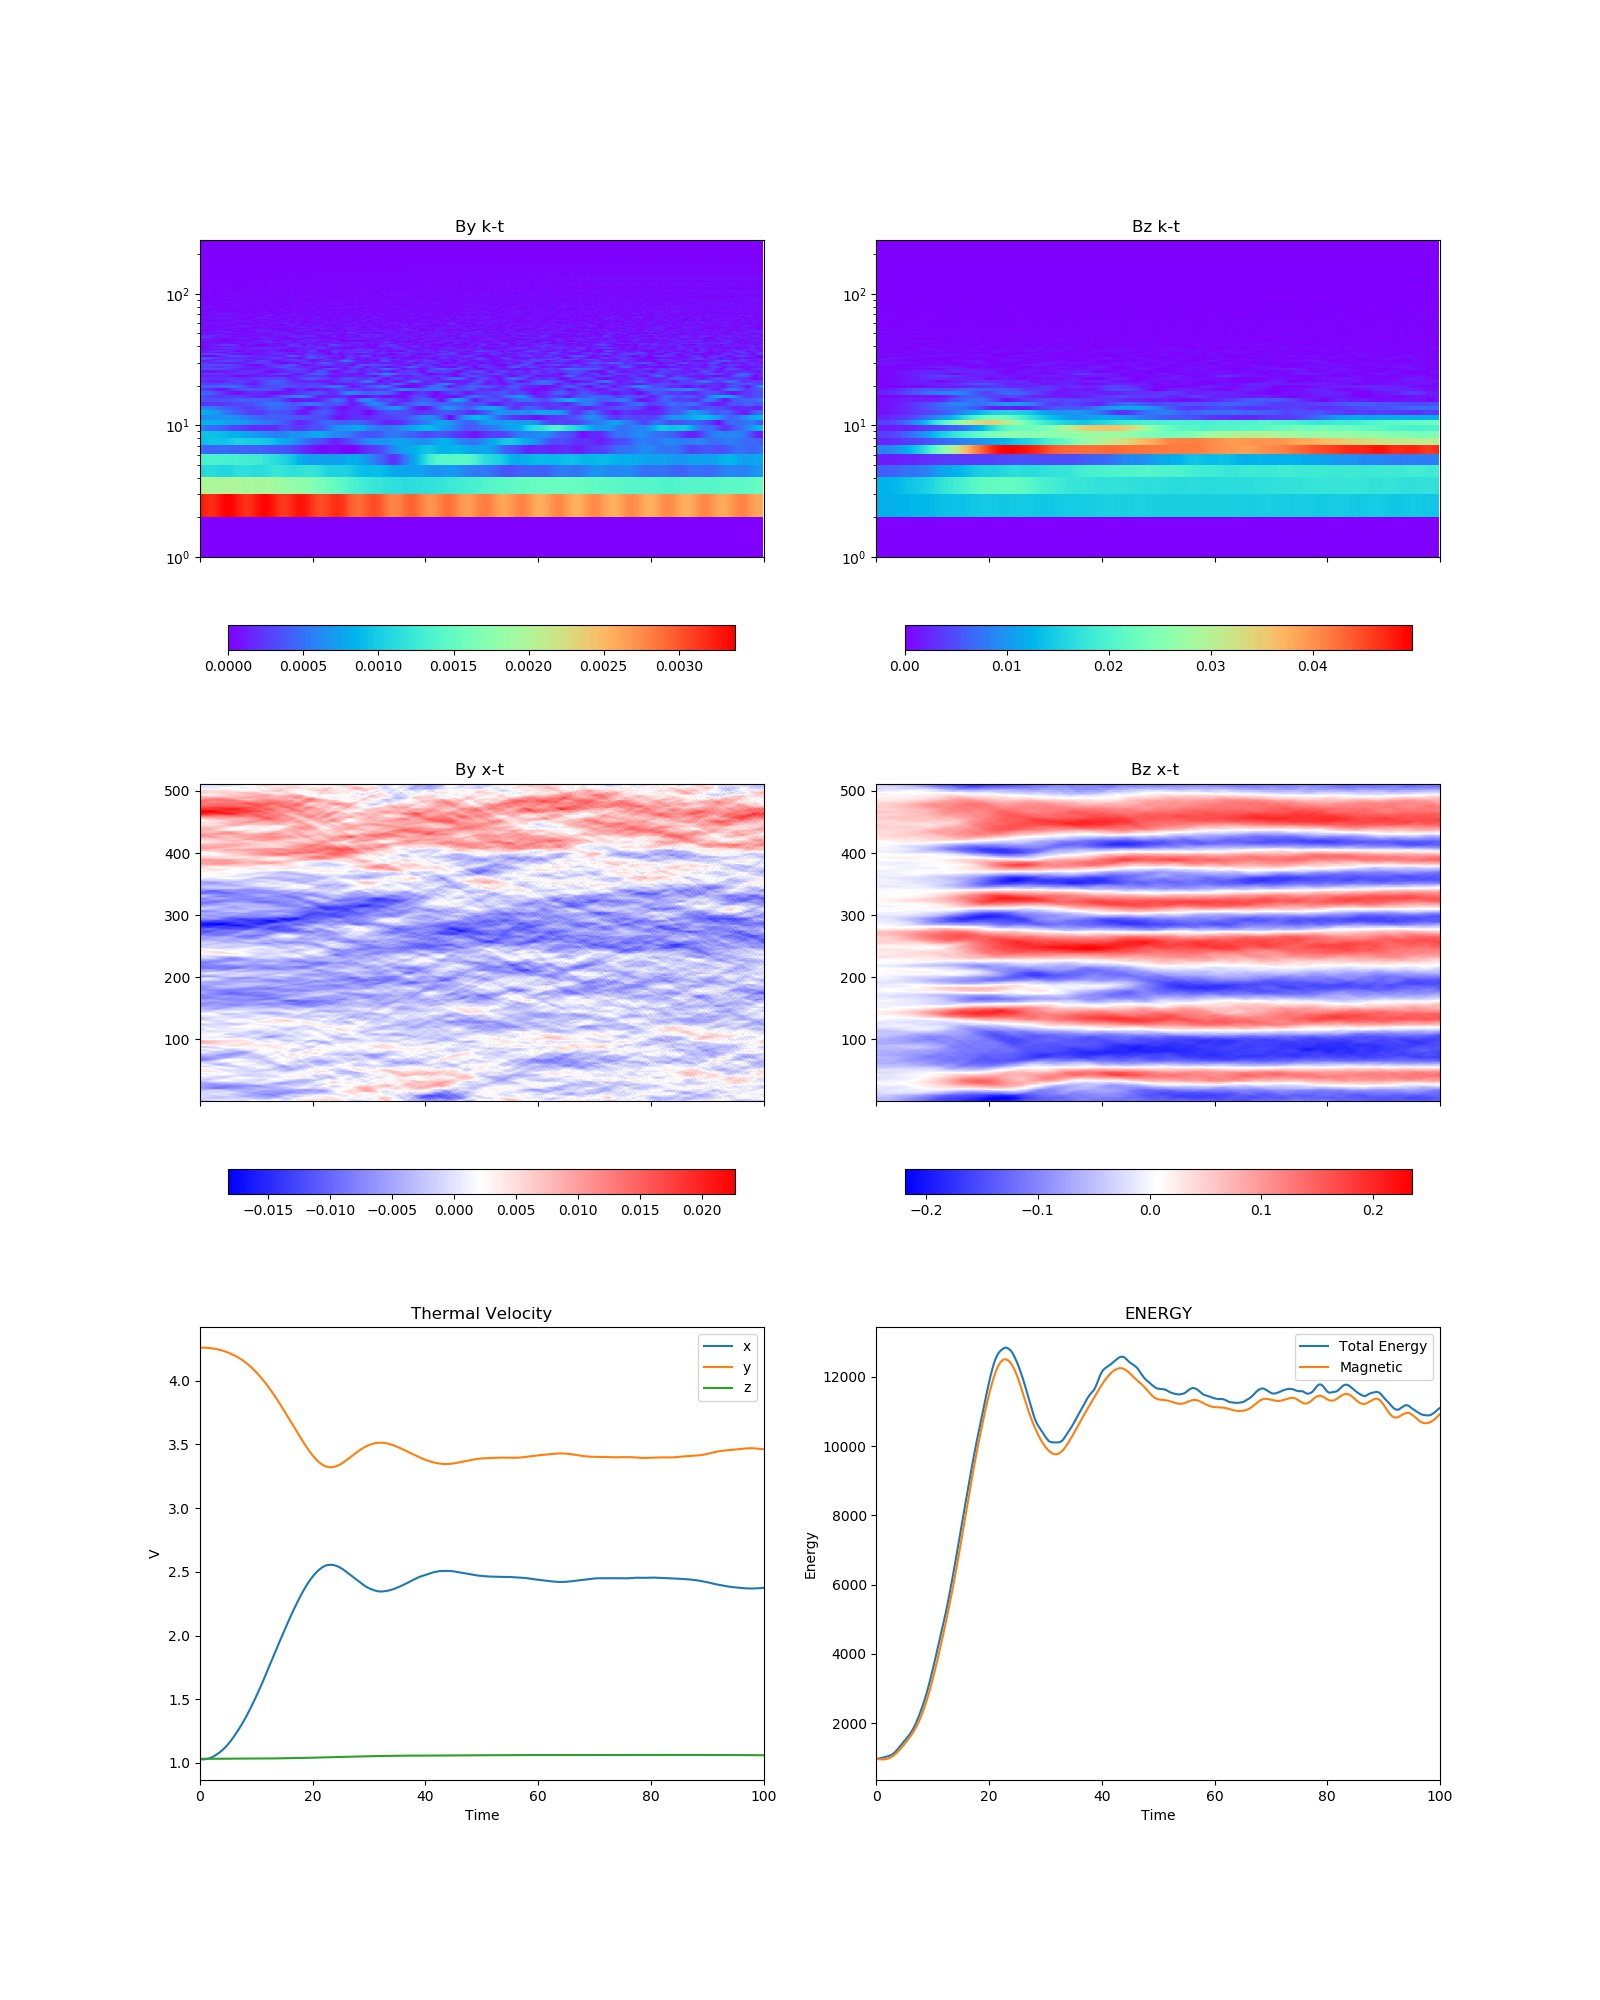 By k-t
Bz k-t
10²
10¹
10⁰
10²
10¹
10⁰
0.0000 0.0005 0.0010 0.0015 0.0020 0.0025 0.0030
0.00 0.01 0.02 0.03 0.04
By x-t
Bz x-t
500
400
300
200
100
500
400
300
200
100
−0.015 −0.010 −0.005 0.000 0.005 0.010 0.015 0.020
−0.2 −0.1 0.0 0.1 0.2
Thermal Velocity
x
y
z
4.0
3.5
3.0
2.5
2.0
1.5
1.0
V
0 20 40 60 80 100
Time
ENERGY
Total Energy
Magnetic
12000
10000
8000
6000
4000
2000
Energy
0 20 40 60 80 100
Time